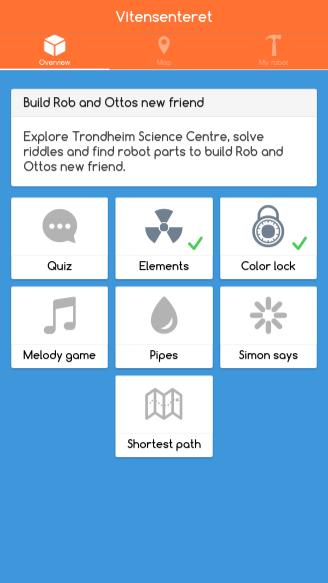 Vitensenteret
Overview
Map
My robot
Build Rob and Ottos new friend
Explore Trondheim Science Centre, solve
riddles and find robot parts to build Rob and
Ottos new friend.
Quiz
Elements
Color lock
Melody game
Pipes
Simon says
Shortest path